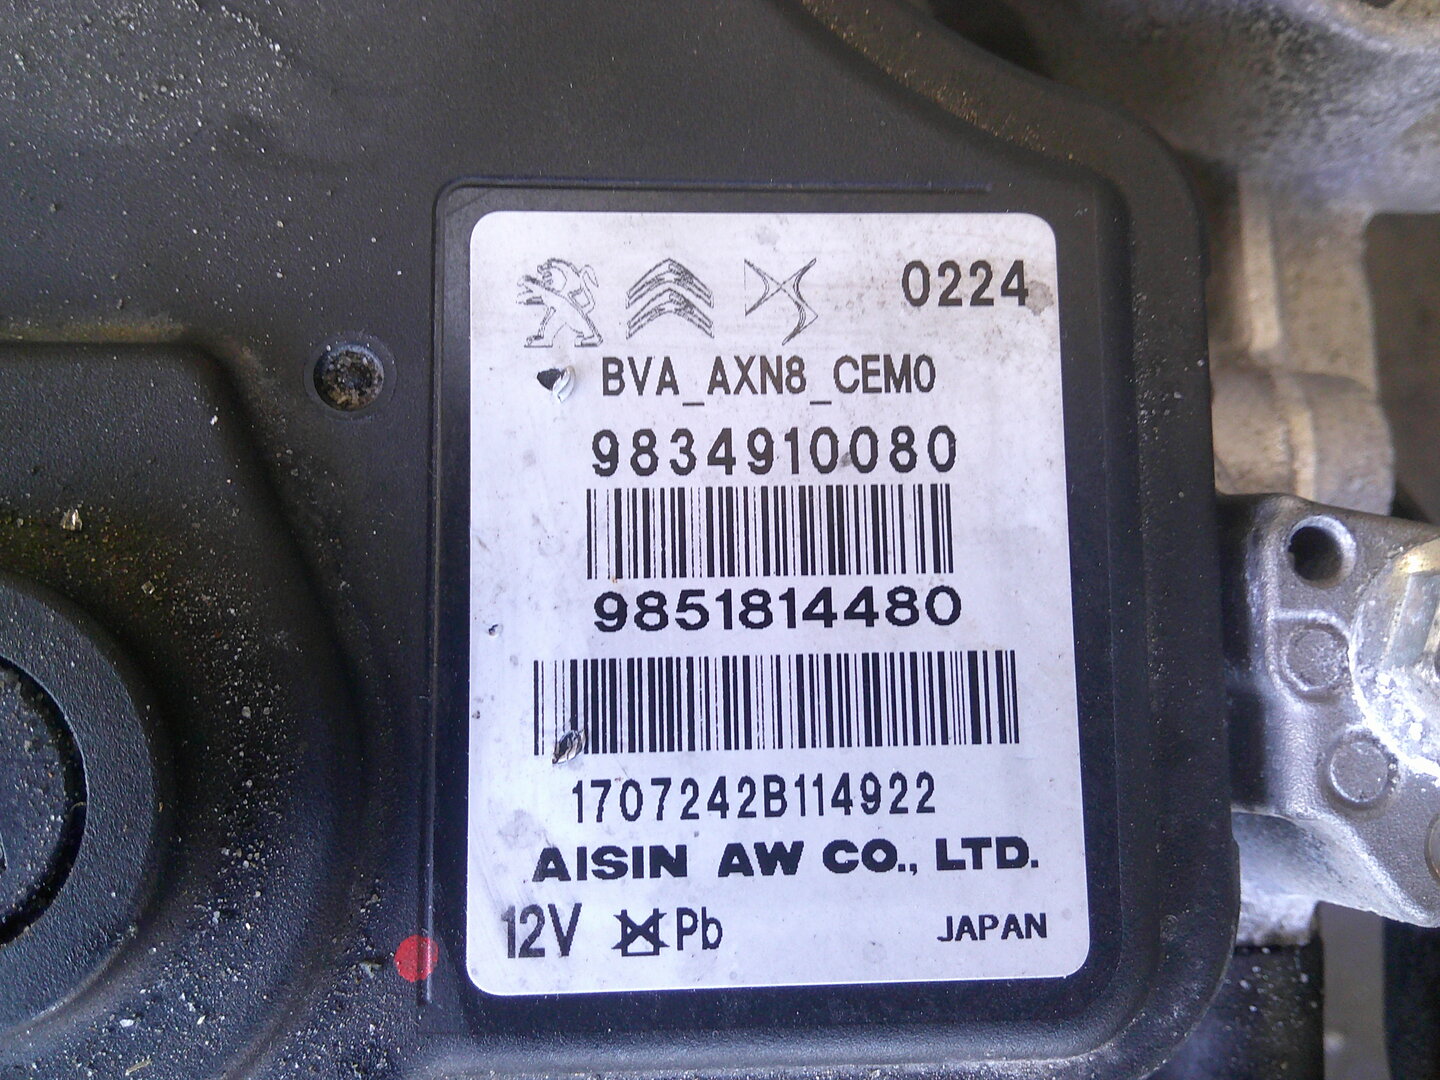 0224
BVA_AXN8_CEM0
9834910080
9851814480
1707242B114922
AISIN AW CO., LTD.
12V Pb JAPAN